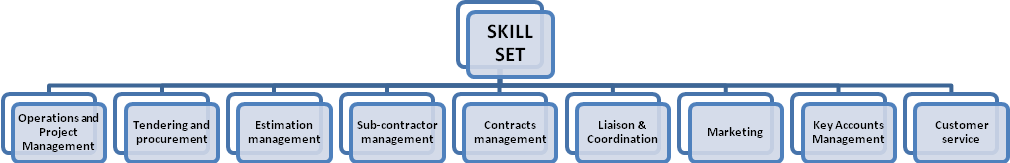 SKILL
SET
Operations and
Project
Management
Tendering and
procurement
Estimation
management
Sub-contractor
management
Contracts
management
Liaison &
Coordination
Marketing
Key Accounts
Management
Customer
service